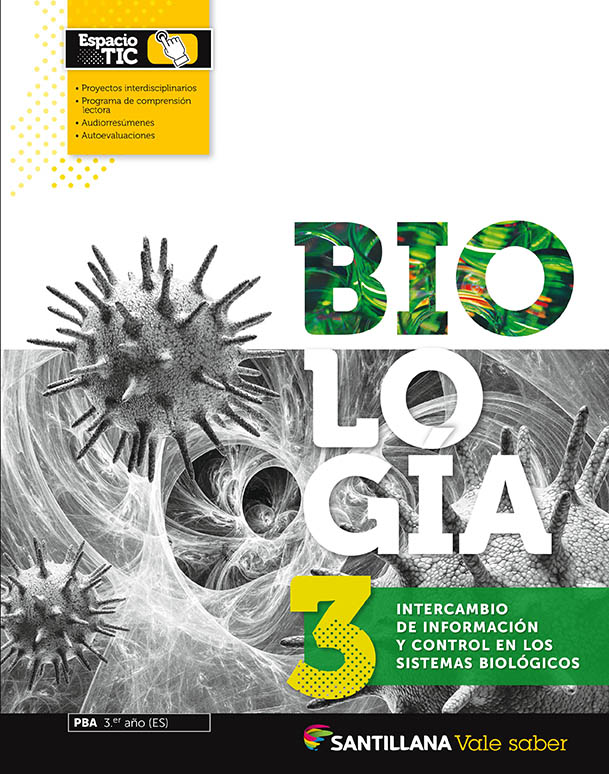 Espacio
TIC
• Proyectos interdisciplinarios
• Programa de comprensión
lectora
• Audiorresúmenes
• Autoevaluaciones
BIO
LO
GÍA
3
INTERCAMBIO
DE INFORMACIÓN
Y CONTROL EN LOS
SISTEMAS BIOLÓGICOS
PBA 3.er año (ES)
SANTILLANA Vale saber